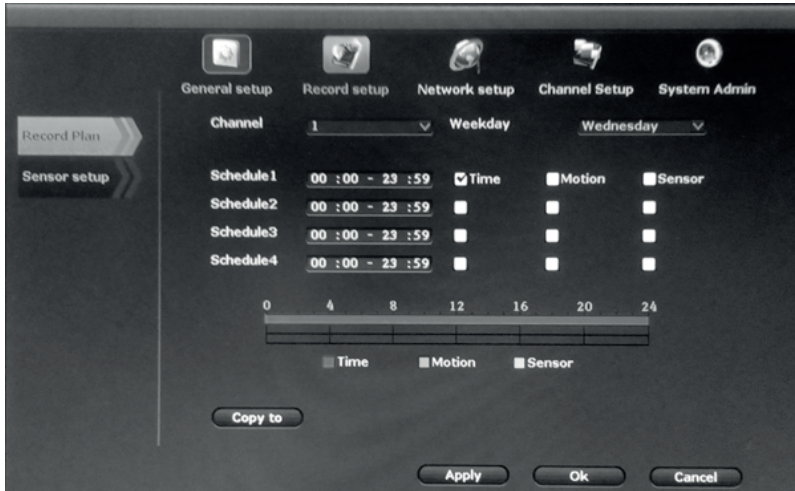 General setup Record setup Network setup Channel Setup System Admin
Record Plan
Sensor setup
Channel 1 Weekday Wednesday
Schedule1 00 :00 - 23 :59 Time Motion Sensor
Schedule2 00 :00 - 23 :59
Schedule3 00 :00 - 23 :59
Schedule4 00 :00 - 23 :59
0 4 8 12 16 20 24
Time Motion Sensor
Copy to
Apply Ok Cancel